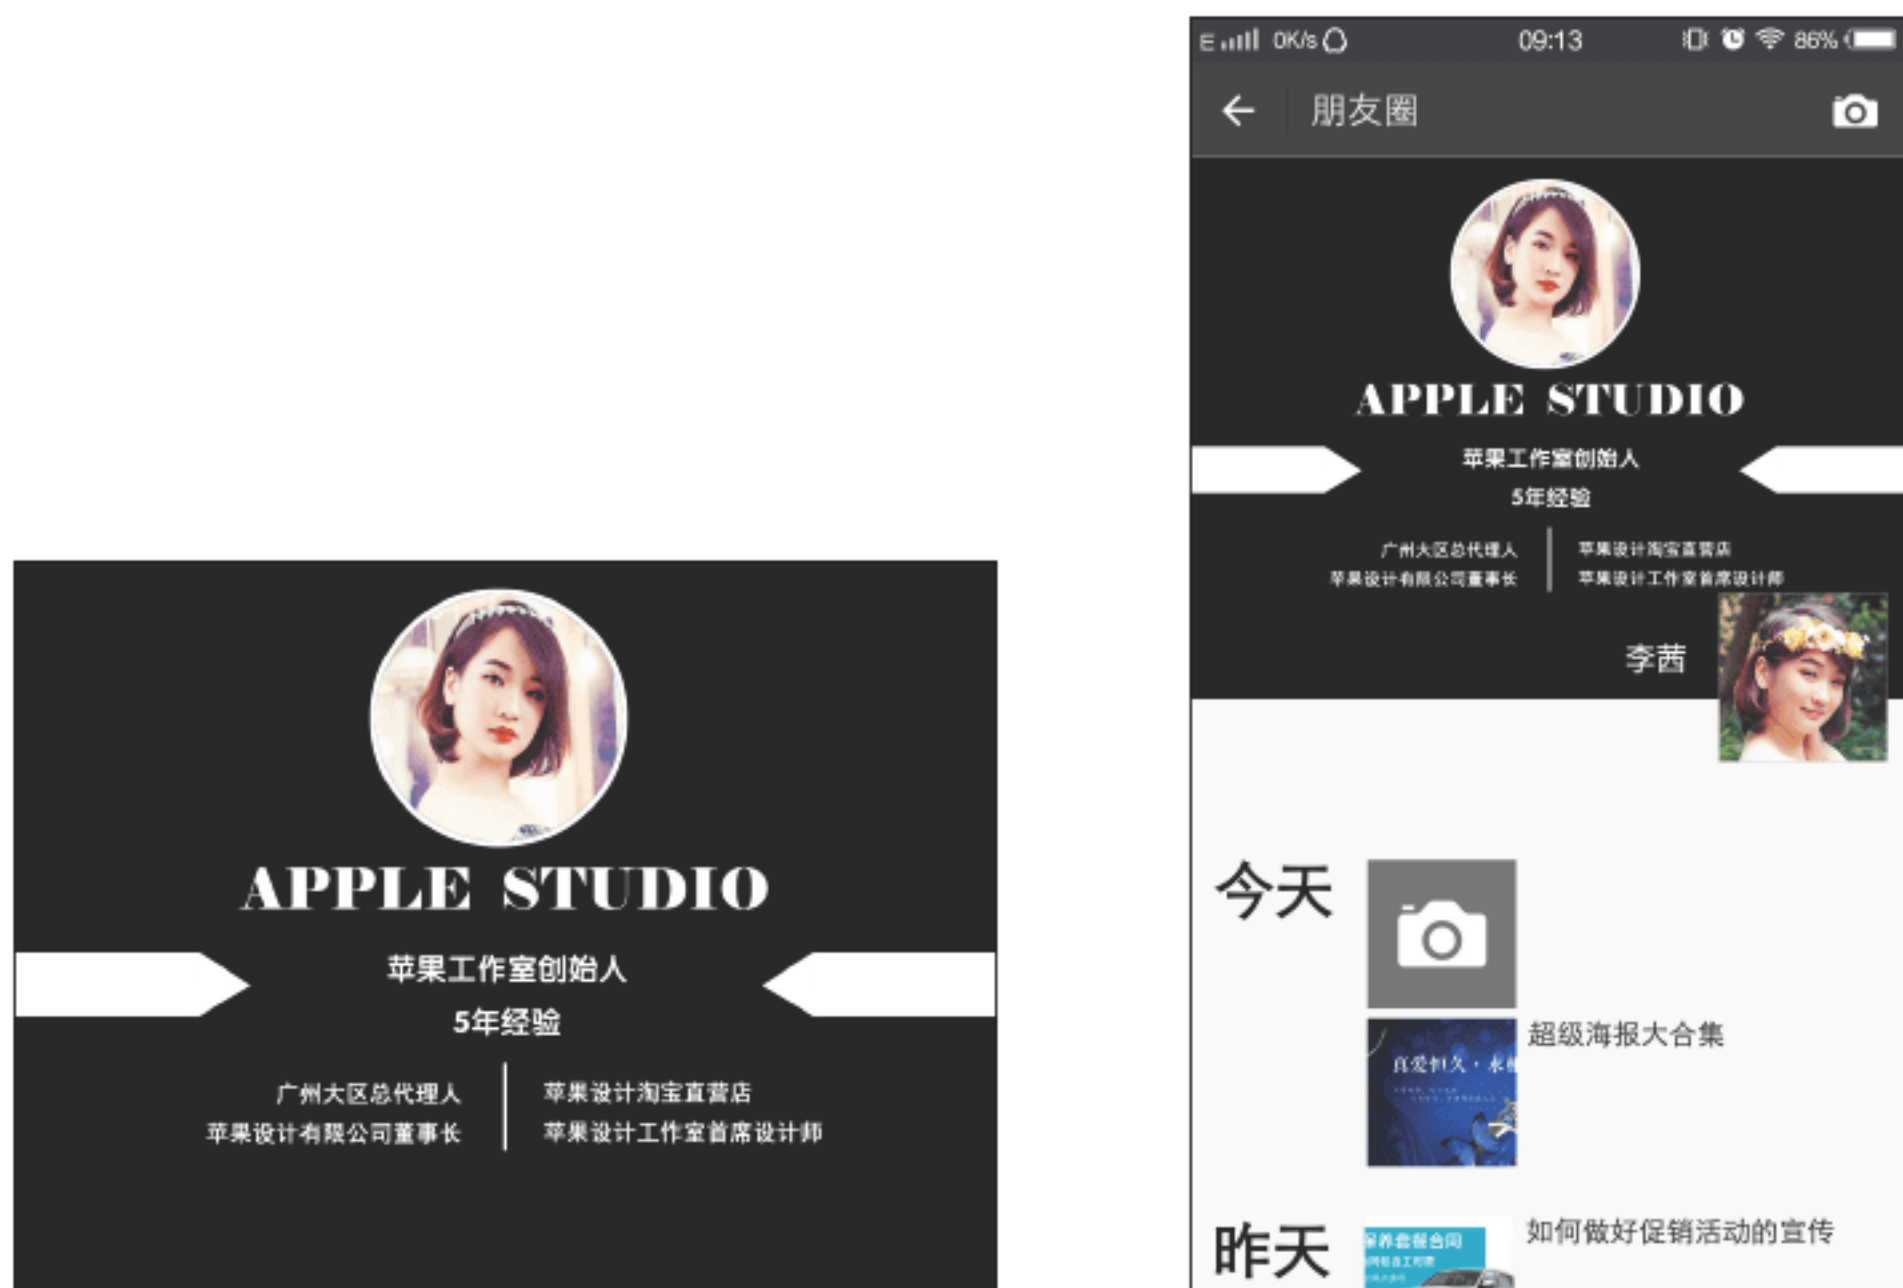 APPLE STUDIO
苹果工作室创始人
5年经验
广州大区总代理人
苹果设计有限公司董事长
苹果设计淘宝直营店
苹果设计工作室首席设计师
E 0K/s 09:13 86%
朋友圈
APPLE STUDIO
苹果工作室创始人
5年经验
广州大区总代理人
苹果设计有限公司董事长
苹果设计淘宝直营店
苹果设计工作室首席设计师
李茜
今天
真爱恒久·永
超级海报大合集
昨天
保养套餐合同
如何做好促销活动的宣传